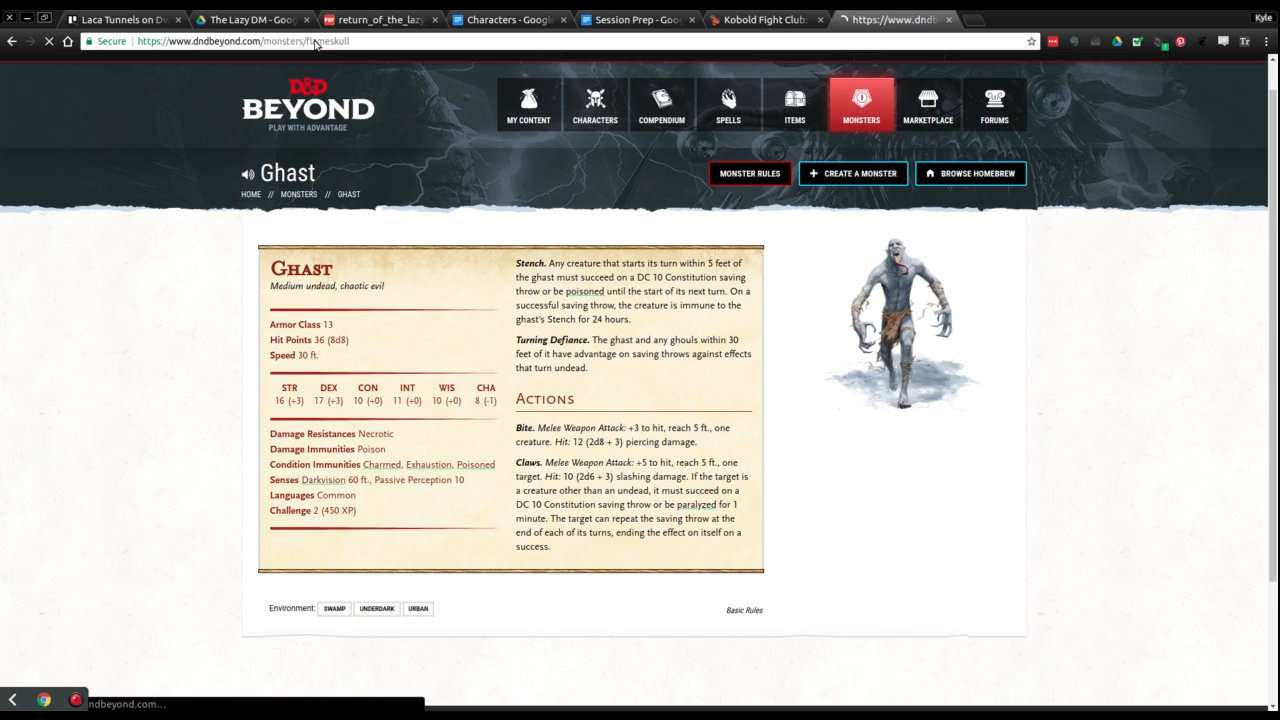 Laca Tunnels on Dw
The Lazy DM - Goog
return_of_the_lazy
Characters - Google
Session Prep - Goog
Kobold Fight Club:
https://www.dndb
Kyle
Secure
https://www.dndbeyond.com/monsters/flameskull
D&D
BEYOND
PLAY WITH ADVANTAGE
MY CONTENT
CHARACTERS
COMPENDIUM
SPELLS
ITEMS
MONSTERS
MARKETPLACE
FORUMS
Ghast
MONSTER RULES
CREATE A MONSTER
BROWSE HOMEBREW
HOME // MONSTERS // GHAST
GHAST
Medium undead, chaotic evil
Armor Class 13
Hit Points 36 (8d8)
Speed 30 ft.
STR DEX CON INT WIS CHA
16 (+3) 17 (+3) 10 (+0) 11 (+0) 10 (+0) 8 (-1)
Damage Resistances Necrotic
Damage Immunities Poison
Condition Immunities Charmed, Exhaustion, Poisoned
Senses Darkvision 60 ft., Passive Perception 10
Languages Common
Challenge 2 (450 XP)
Stench. Any creature that starts its turn within 5 feet of
the ghast must succeed on a DC 10 Constitution saving
throw or be poisoned until the start of its next turn. On a
successful saving throw, the creature is immune to the
ghast's Stench for 24 hours.
Turning Defiance. The ghast and any ghouls within 30
feet of it have advantage on saving throws against effects
that turn undead.
ACTIONS
Bite. Melee Weapon Attack: +3 to hit, reach 5 ft., one
creature. Hit: 12 (2d8 + 3) piercing damage.
Claws. Melee Weapon Attack: +5 to hit, reach 5 ft., one
target. Hit: 10 (2d6 + 3) slashing damage. If the target is
a creature other than an undead, it must succeed on a
DC 10 Constitution saving throw or be paralyzed for 1
minute. The target can repeat the saving throw at the
end of each of its turns, ending the effect on itself on a
success.
Environment: SWAMP UNDERDARK URBAN
Basic Rules
ndbeyond.com...